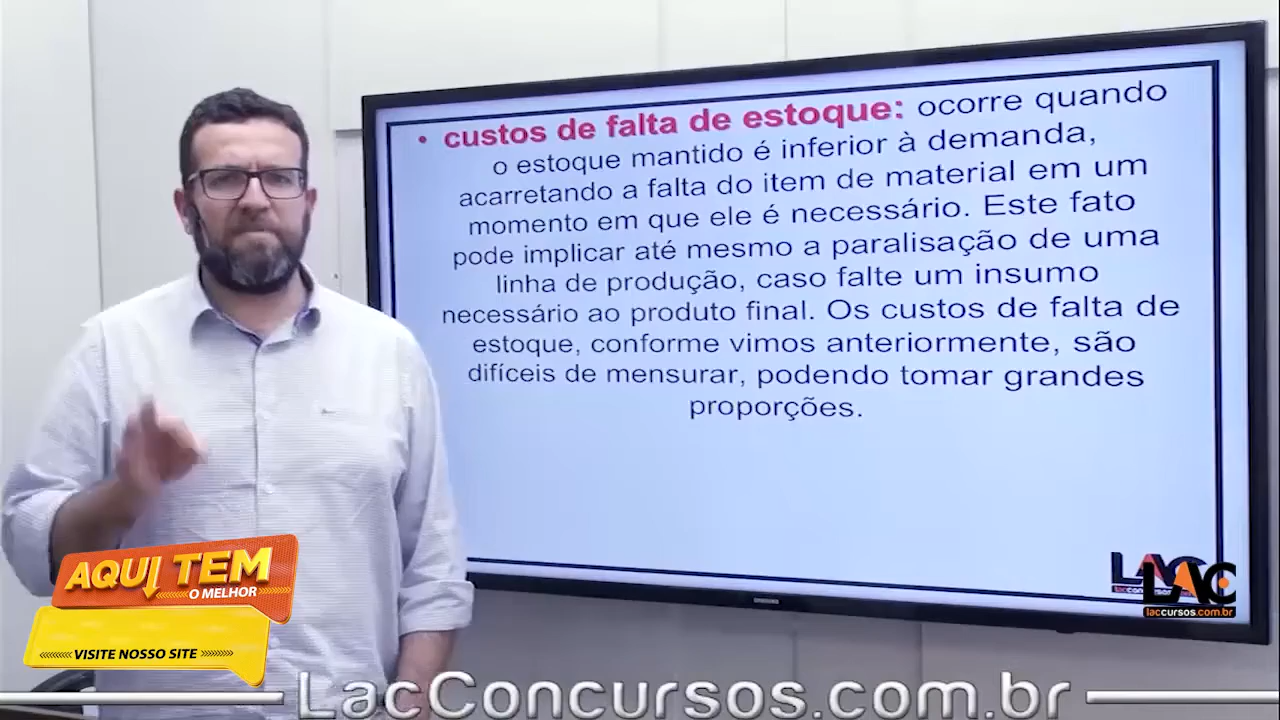 • custos de falta de estoque: ocorre quando
o estoque mantido é inferior à demanda,
acarretando a falta do item de material em um
momento em que ele é necessário. Este fato
pode implicar até mesmo a paralisação de uma
linha de produção, caso falte um insumo
necessário ao produto final. Os custos de falta de
estoque, conforme vimos anteriormente, são
difíceis de mensurar, podendo tomar grandes
proporções.
LAC
laccursos.com.br
SAMSUNG
AQUI TEM
O MELHOR
VISITE NOSSO SITE
LacConcursos.com.br